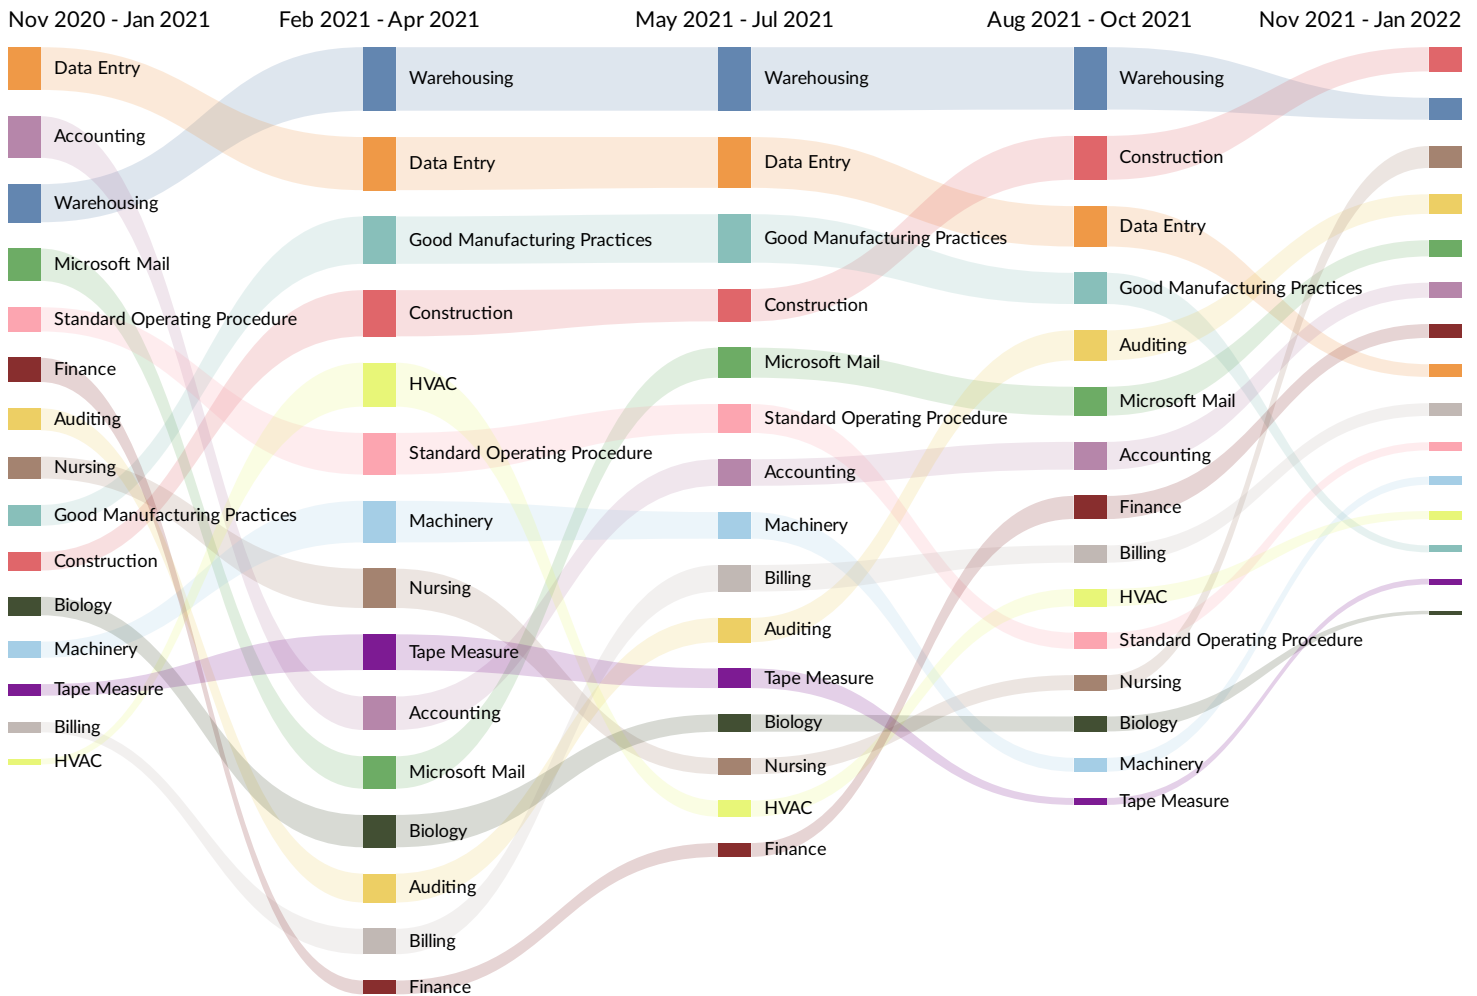 Nov 2020 - Jan 2021
Feb 2021 - Apr 2021
May 2021 - Jul 2021
Aug 2021 - Oct 2021
Nov 2021 - Jan 2022
Data Entry
Accounting
Warehousing
Microsoft Mail
Standard Operating Procedure
Finance
Auditing
Nursing
Good Manufacturing Practices
Construction
Biology
Machinery
Tape Measure
Billing
HVAC
Warehousing
Data Entry
Good Manufacturing Practices
Construction
HVAC
Standard Operating Procedure
Machinery
Nursing
Tape Measure
Accounting
Microsoft Mail
Biology
Auditing
Billing
Finance
Warehousing
Data Entry
Good Manufacturing Practices
Construction
Microsoft Mail
Standard Operating Procedure
Accounting
Machinery
Billing
Auditing
Tape Measure
Biology
Nursing
HVAC
Finance
Warehousing
Construction
Data Entry
Good Manufacturing Practices
Auditing
Microsoft Mail
Accounting
Finance
Billing
HVAC
Standard Operating Procedure
Nursing
Biology
Machinery
Tape Measure